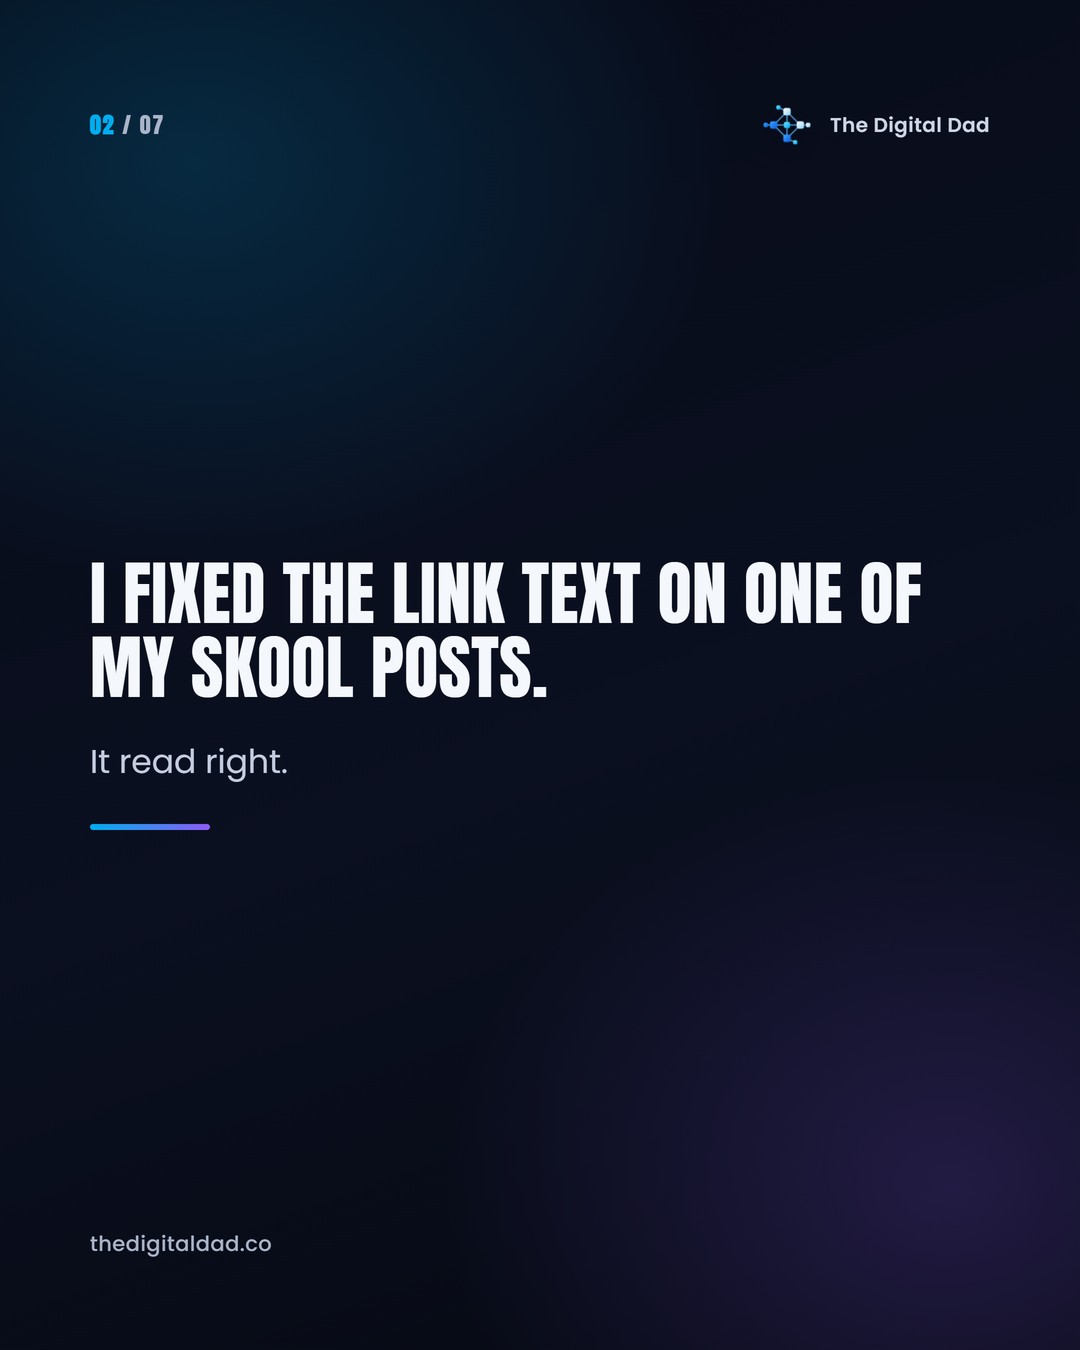 02 / 07
The Digital Dad
I FIXED THE LINK TEXT ON ONE OF
MY SKOOL POSTS.
It read right.
thedigitaldad.co